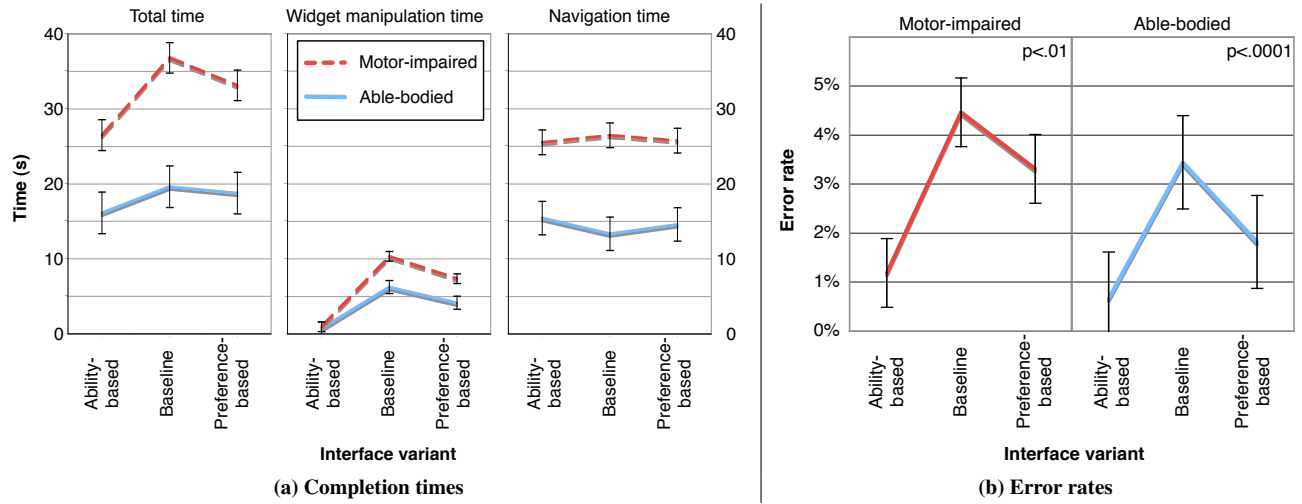 Total time
Widget manipulation time
Navigation time
40
30
20
10
0
Time (s)
Motor-impaired
Able-bodied
40
30
20
10
0
Ability-
based
Baseline
Preference-
based
Ability-
based
Baseline
Preference-
based
Ability-
based
Baseline
Preference-
based
Interface variant
(a) Completion times
Motor-impaired
Able-bodied
p<.01
p<.0001
5%
4%
3%
2%
1%
0%
Error rate
Ability-
based
Baseline
Preference-
based
Ability-
based
Baseline
Preference-
based
Interface variant
(b) Error rates